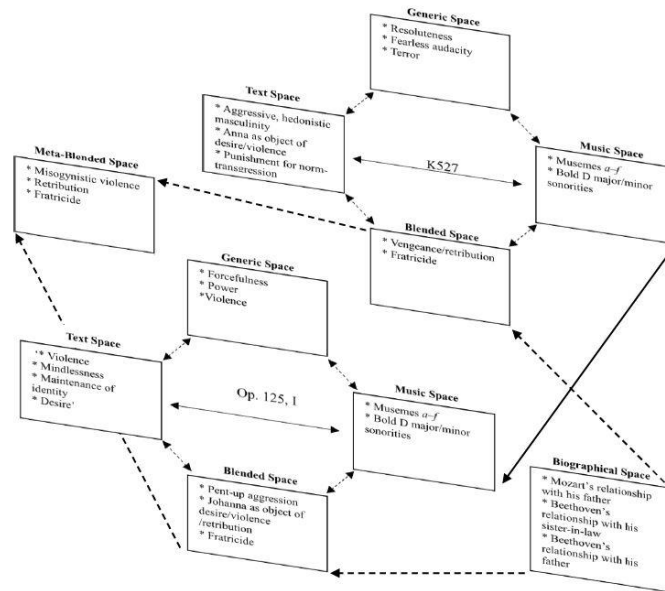 Generic Space
* Resoluteness
* Fearless audacity
* Terror
Text Space
* Aggressive, hedonistic
masculinity
* Anna as object of
desire/violence
* Punishment for norm-
transgression
K527
Music Space
* Musemes a–f
* Bold D major/minor
sonorities
Meta-Blended Space
* Misogynistic violence
* Retribution
* Fratricide
Blended Space
* Vengeance/retribution
* Fratricide
Generic Space
* Forcefulness
* Power
*Violence
Text Space
'* Violence
* Mindlessness
* Maintenance of
identity
* Desire'
Op. 125, I
Music Space
* Musemes a–f
* Bold D major/minor
sonorities
Blended Space
* Pent-up aggression
* Johanna as object of
desire/violence
/retribution
* Fratricide
Biographical Space
* Mozart's relationship
with his father
* Beethoven's
relationship with his
sister-in-law
* Beethoven's
relationship with his
father